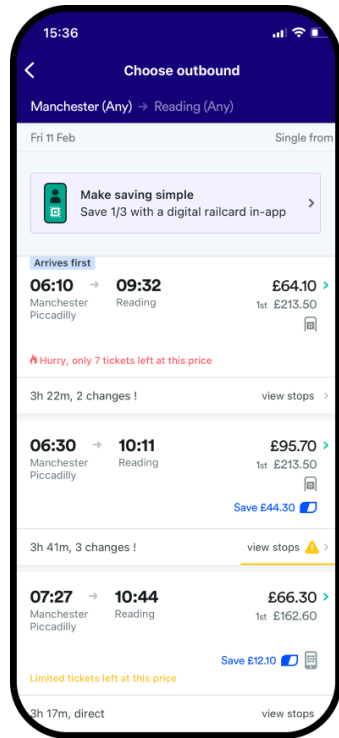 15:36
Choose outbound
Manchester (Any) → Reading (Any)
Fri 11 Feb Single from
Make saving simple
Save 1/3 with a digital railcard in-app
Arrives first
06:10 → 09:32 £64.10
Manchester Piccadilly Reading 1st £213.50
Hurry, only 7 tickets left at this price
3h 22m, 2 changes ! view stops
06:30 → 10:11 £95.70
Manchester Piccadilly Reading 1st £213.50
Save £44.30
3h 41m, 3 changes ! view stops
07:27 → 10:44 £66.30
Manchester Piccadilly Reading 1st £162.60
Save £12.10
Limited tickets left at this price
3h 17m, direct view stops